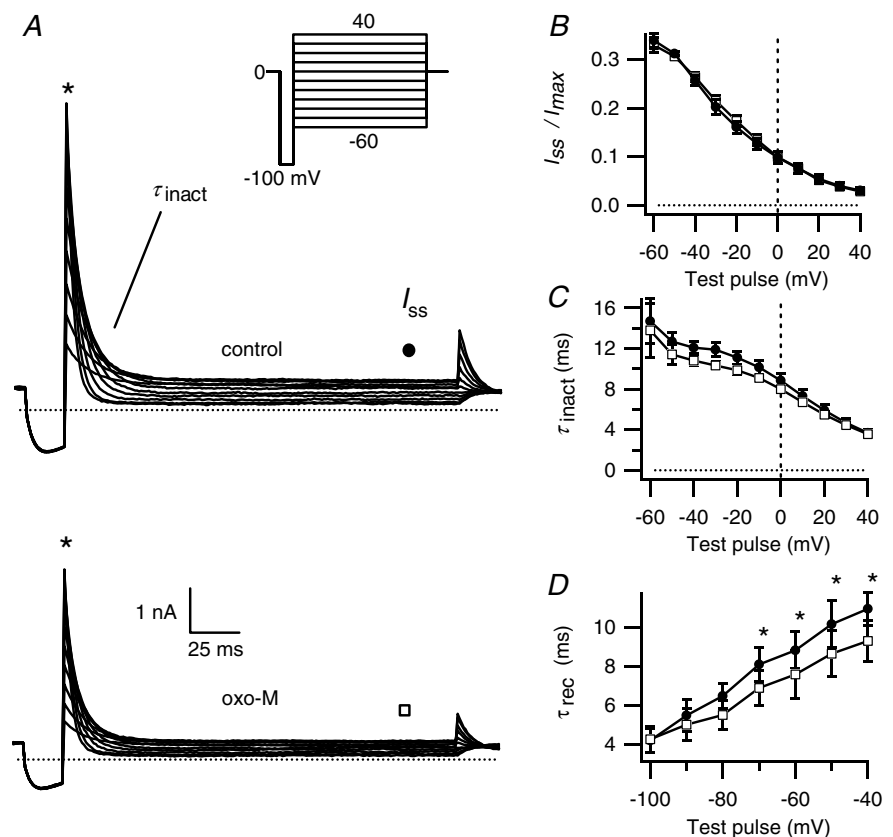 A
*
40
0
-60
-100 mV
τinact
Iss
control
*
1 nA
25 ms
oxo-M
B
Iss / Imax
0.3
0.2
0.1
0.0
-60 -40 -20 0 20 40
Test pulse (mV)
C
τinact (ms)
16
12
8
4
0
-60 -40 -20 0 20 40
Test pulse (mV)
D
τrec (ms)
10
8
6
4
* * * *
-100 -80 -60 -40
Test pulse (mV)